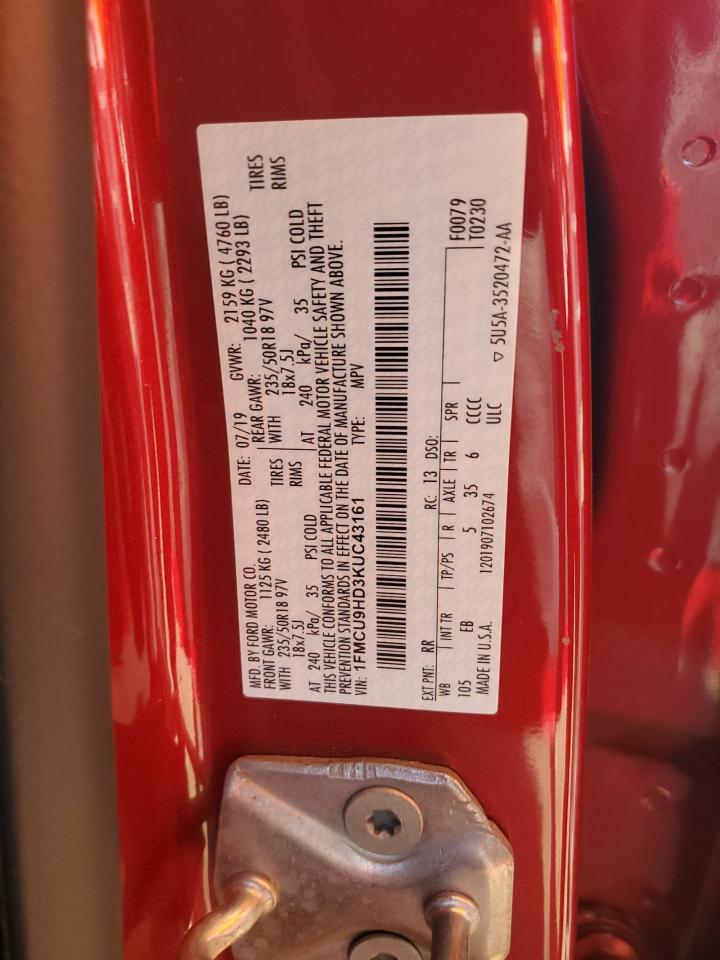 MFD. BY FORD MOTOR CO.
DATE: 07/19 GVWR: 2159 KG ( 4760 LB)
FRONT GAWR: 1125 KG ( 2480 LB) REAR GAWR: 1040 KG ( 2293 LB)
WITH 235/50R18 97V TIRES WITH 235/50R18 97V TIRES
18x7.5J RIMS 18x7.5J RIMS
AT 240 kPa/ 35 PSI COLD AT 240 kPa/ 35 PSI COLD
THIS VEHICLE CONFORMS TO ALL APPLICABLE FEDERAL MOTOR VEHICLE SAFETY AND THEFT
PREVENTION STANDARDS IN EFFECT ON THE DATE OF MANUFACTURE SHOWN ABOVE.
VIN: 1FMCU9HD3KUC43161 TYPE: MPV
EXT PNT: RR RC: 13 DSO: F0079
T0230
WB INT TR TP/PS R AXLE TR SPR
105 EB 5 35 6 CCCC
ULC
MADE IN U.S.A. 1201907102674
▽ 5U5A-3520472-AA